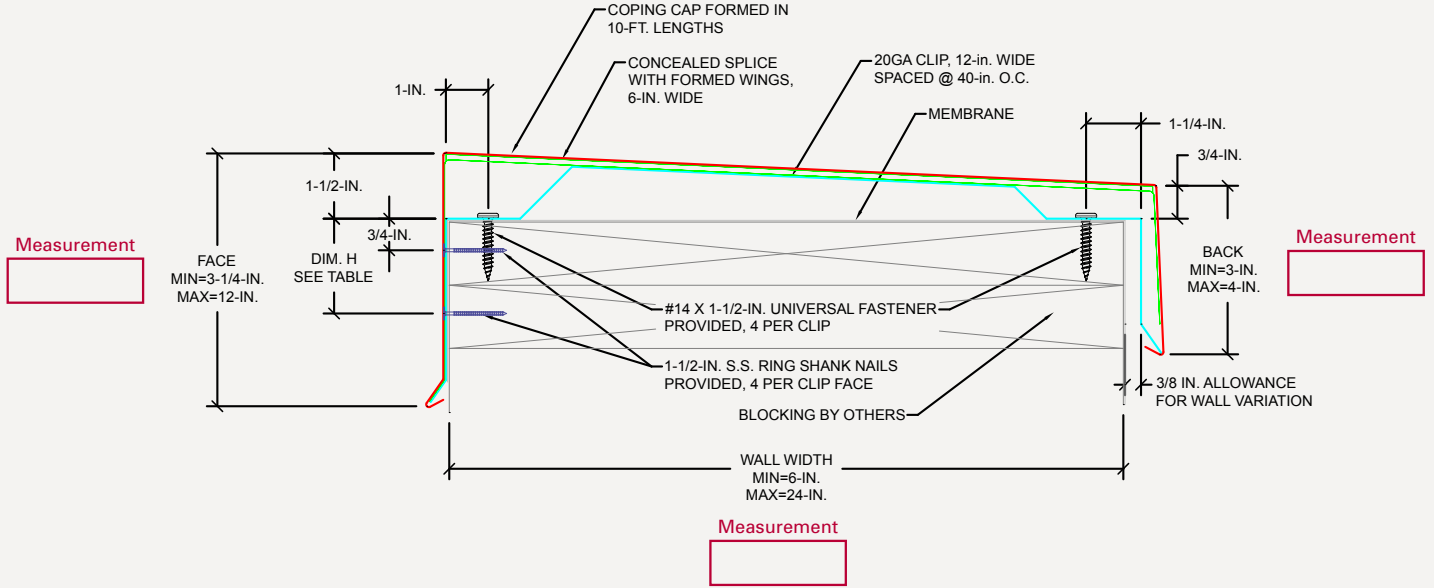 COPING CAP FORMED IN
10-FT. LENGTHS
CONCEALED SPLICE
WITH FORMED WINGS,
6-IN. WIDE
20GA CLIP, 12-in. WIDE
SPACED @ 40-in. O.C.
1-IN.
MEMBRANE
1-1/4-IN.
3/4-IN.
1-1/2-IN.
3/4-IN.
Measurement
FACE
MIN=3-1/4-IN.
MAX=12-IN.
DIM. H
SEE TABLE
Measurement
BACK
MIN=3-IN.
MAX=4-IN.
#14 X 1-1/2-IN. UNIVERSAL FASTENER
PROVIDED, 4 PER CLIP
1-1/2-IN. S.S. RING SHANK NAILS
PROVIDED, 4 PER CLIP FACE
3/8 IN. ALLOWANCE
FOR WALL VARIATION
BLOCKING BY OTHERS
WALL WIDTH
MIN=6-IN.
MAX=24-IN.
Measurement